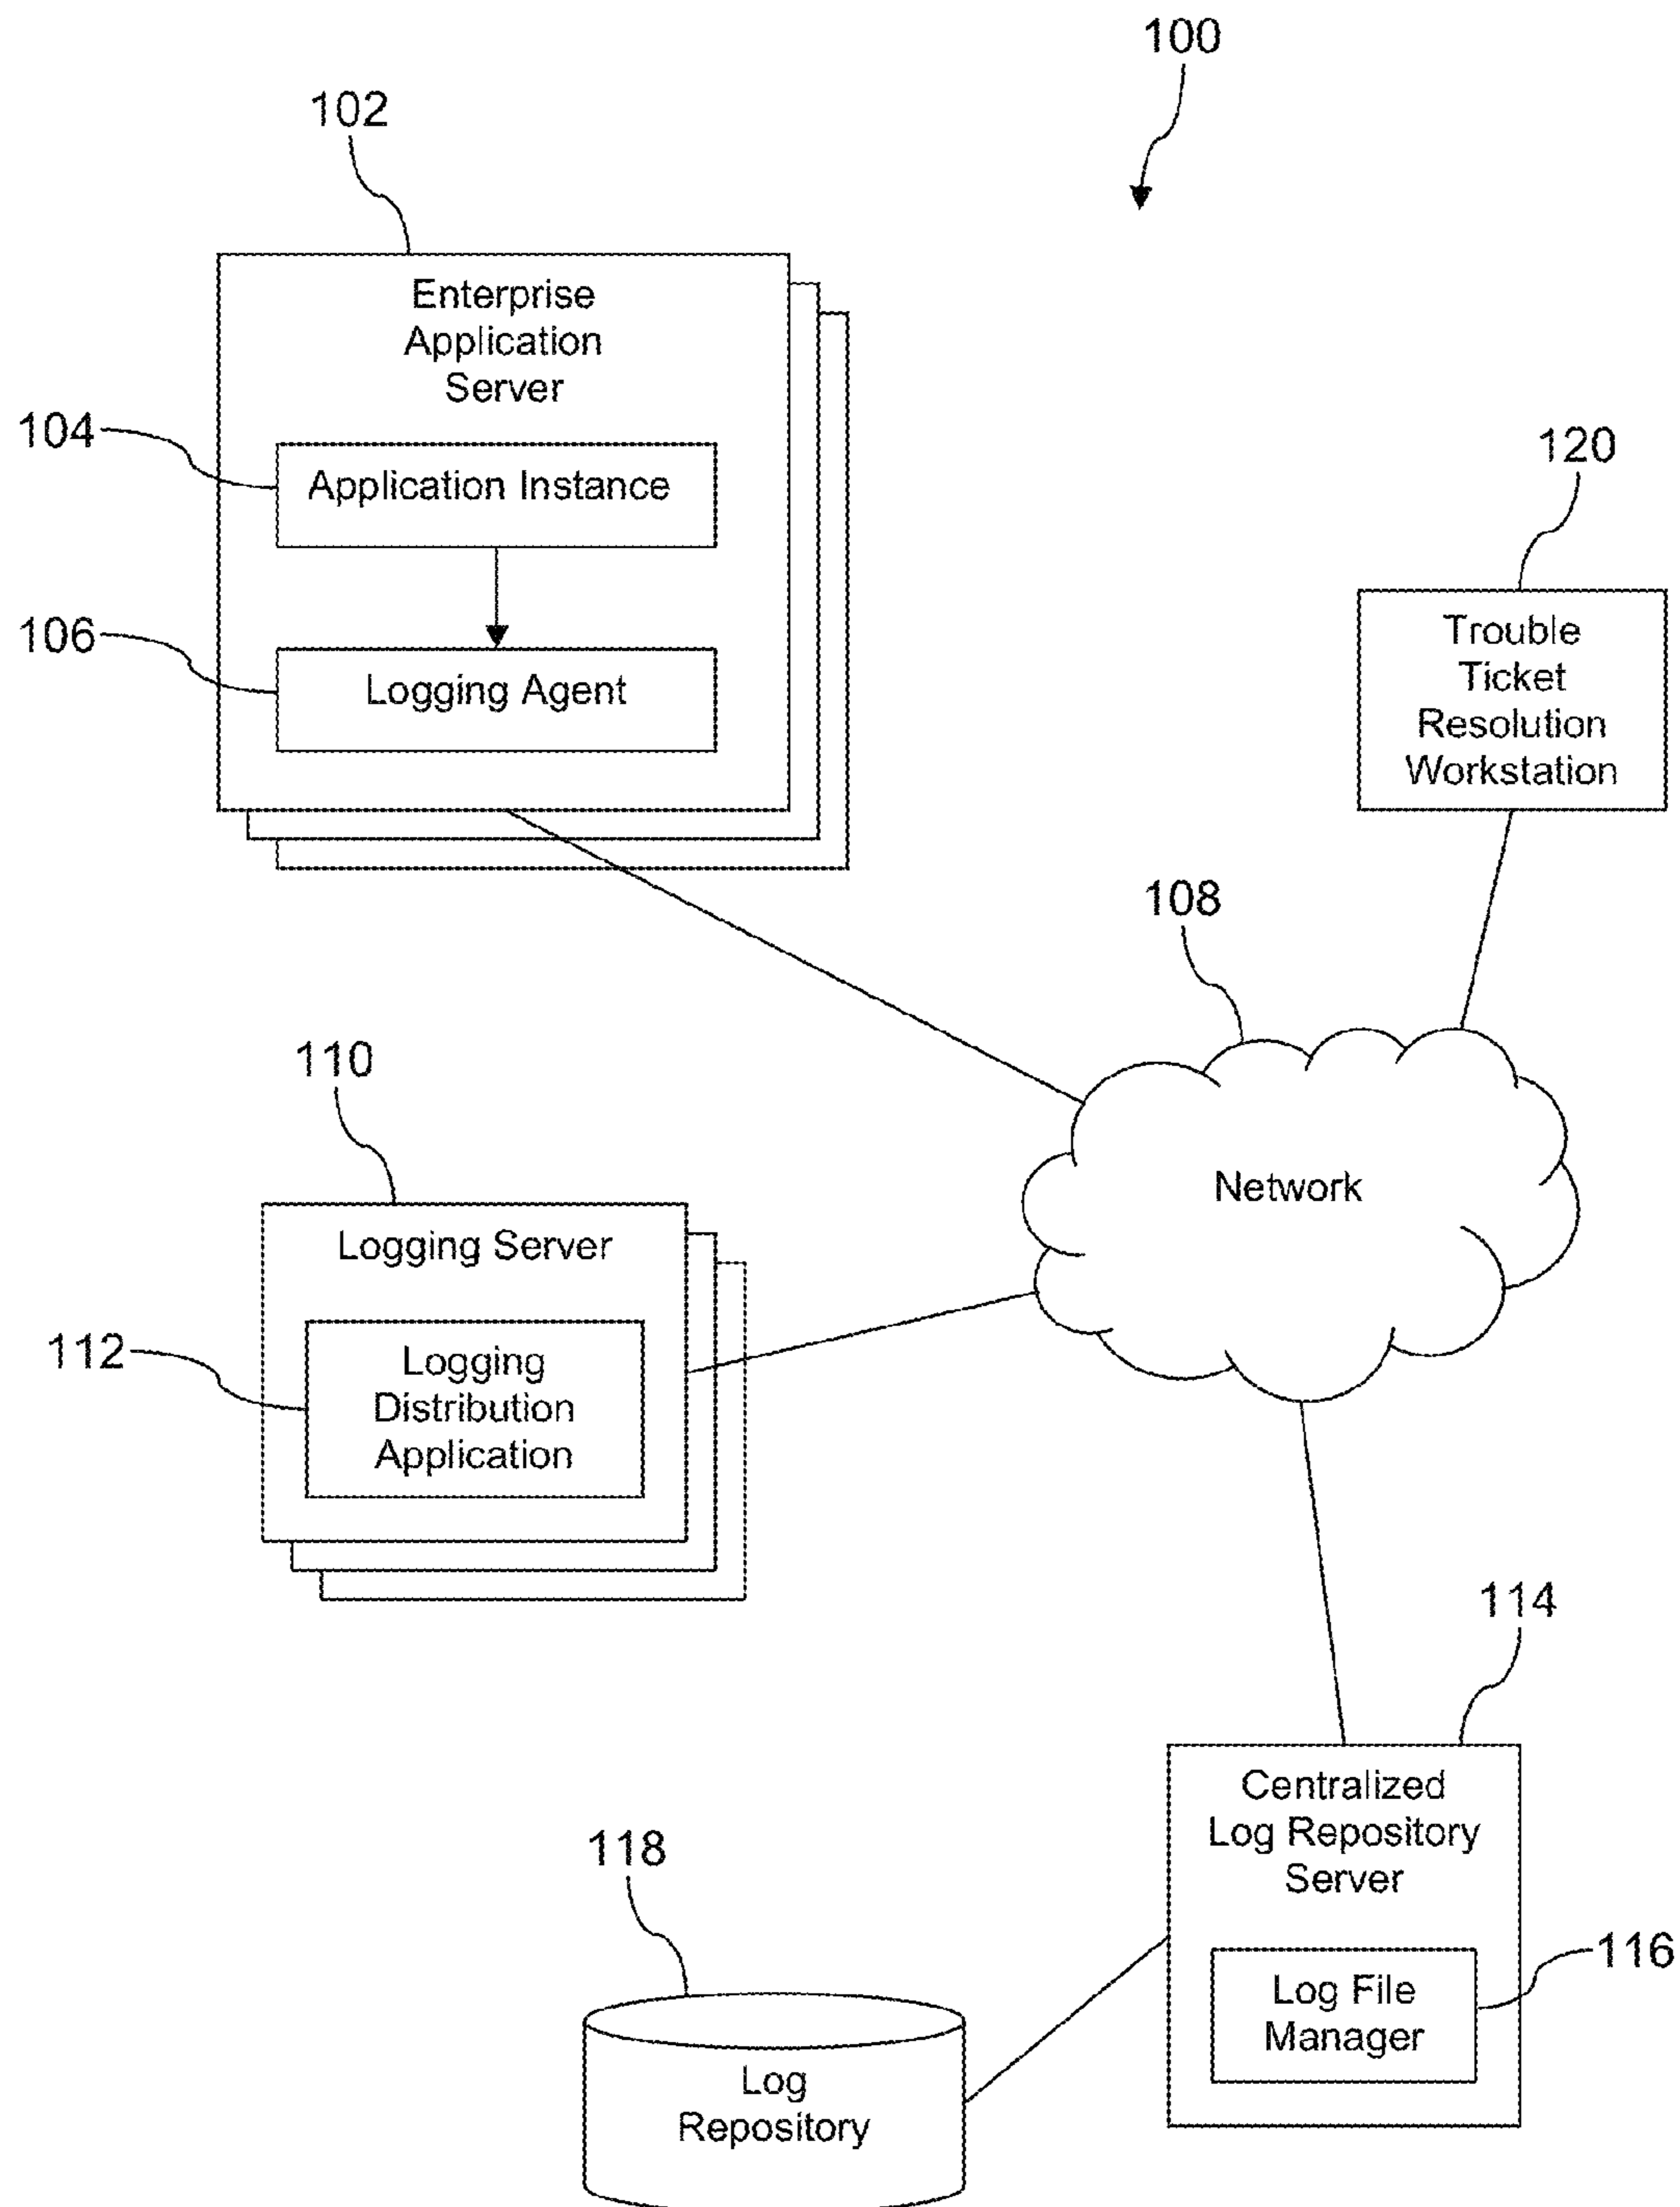 100
102
Enterprise
Application
Server
104
Application Instance
106
Logging Agent
120
Trouble
Ticket
Resolution
Workstation
108
Network
110
Logging Server
112
Logging
Distribution
Application
114
Centralized
Log Repository
Server
116
Log File
Manager
118
Log
Repository